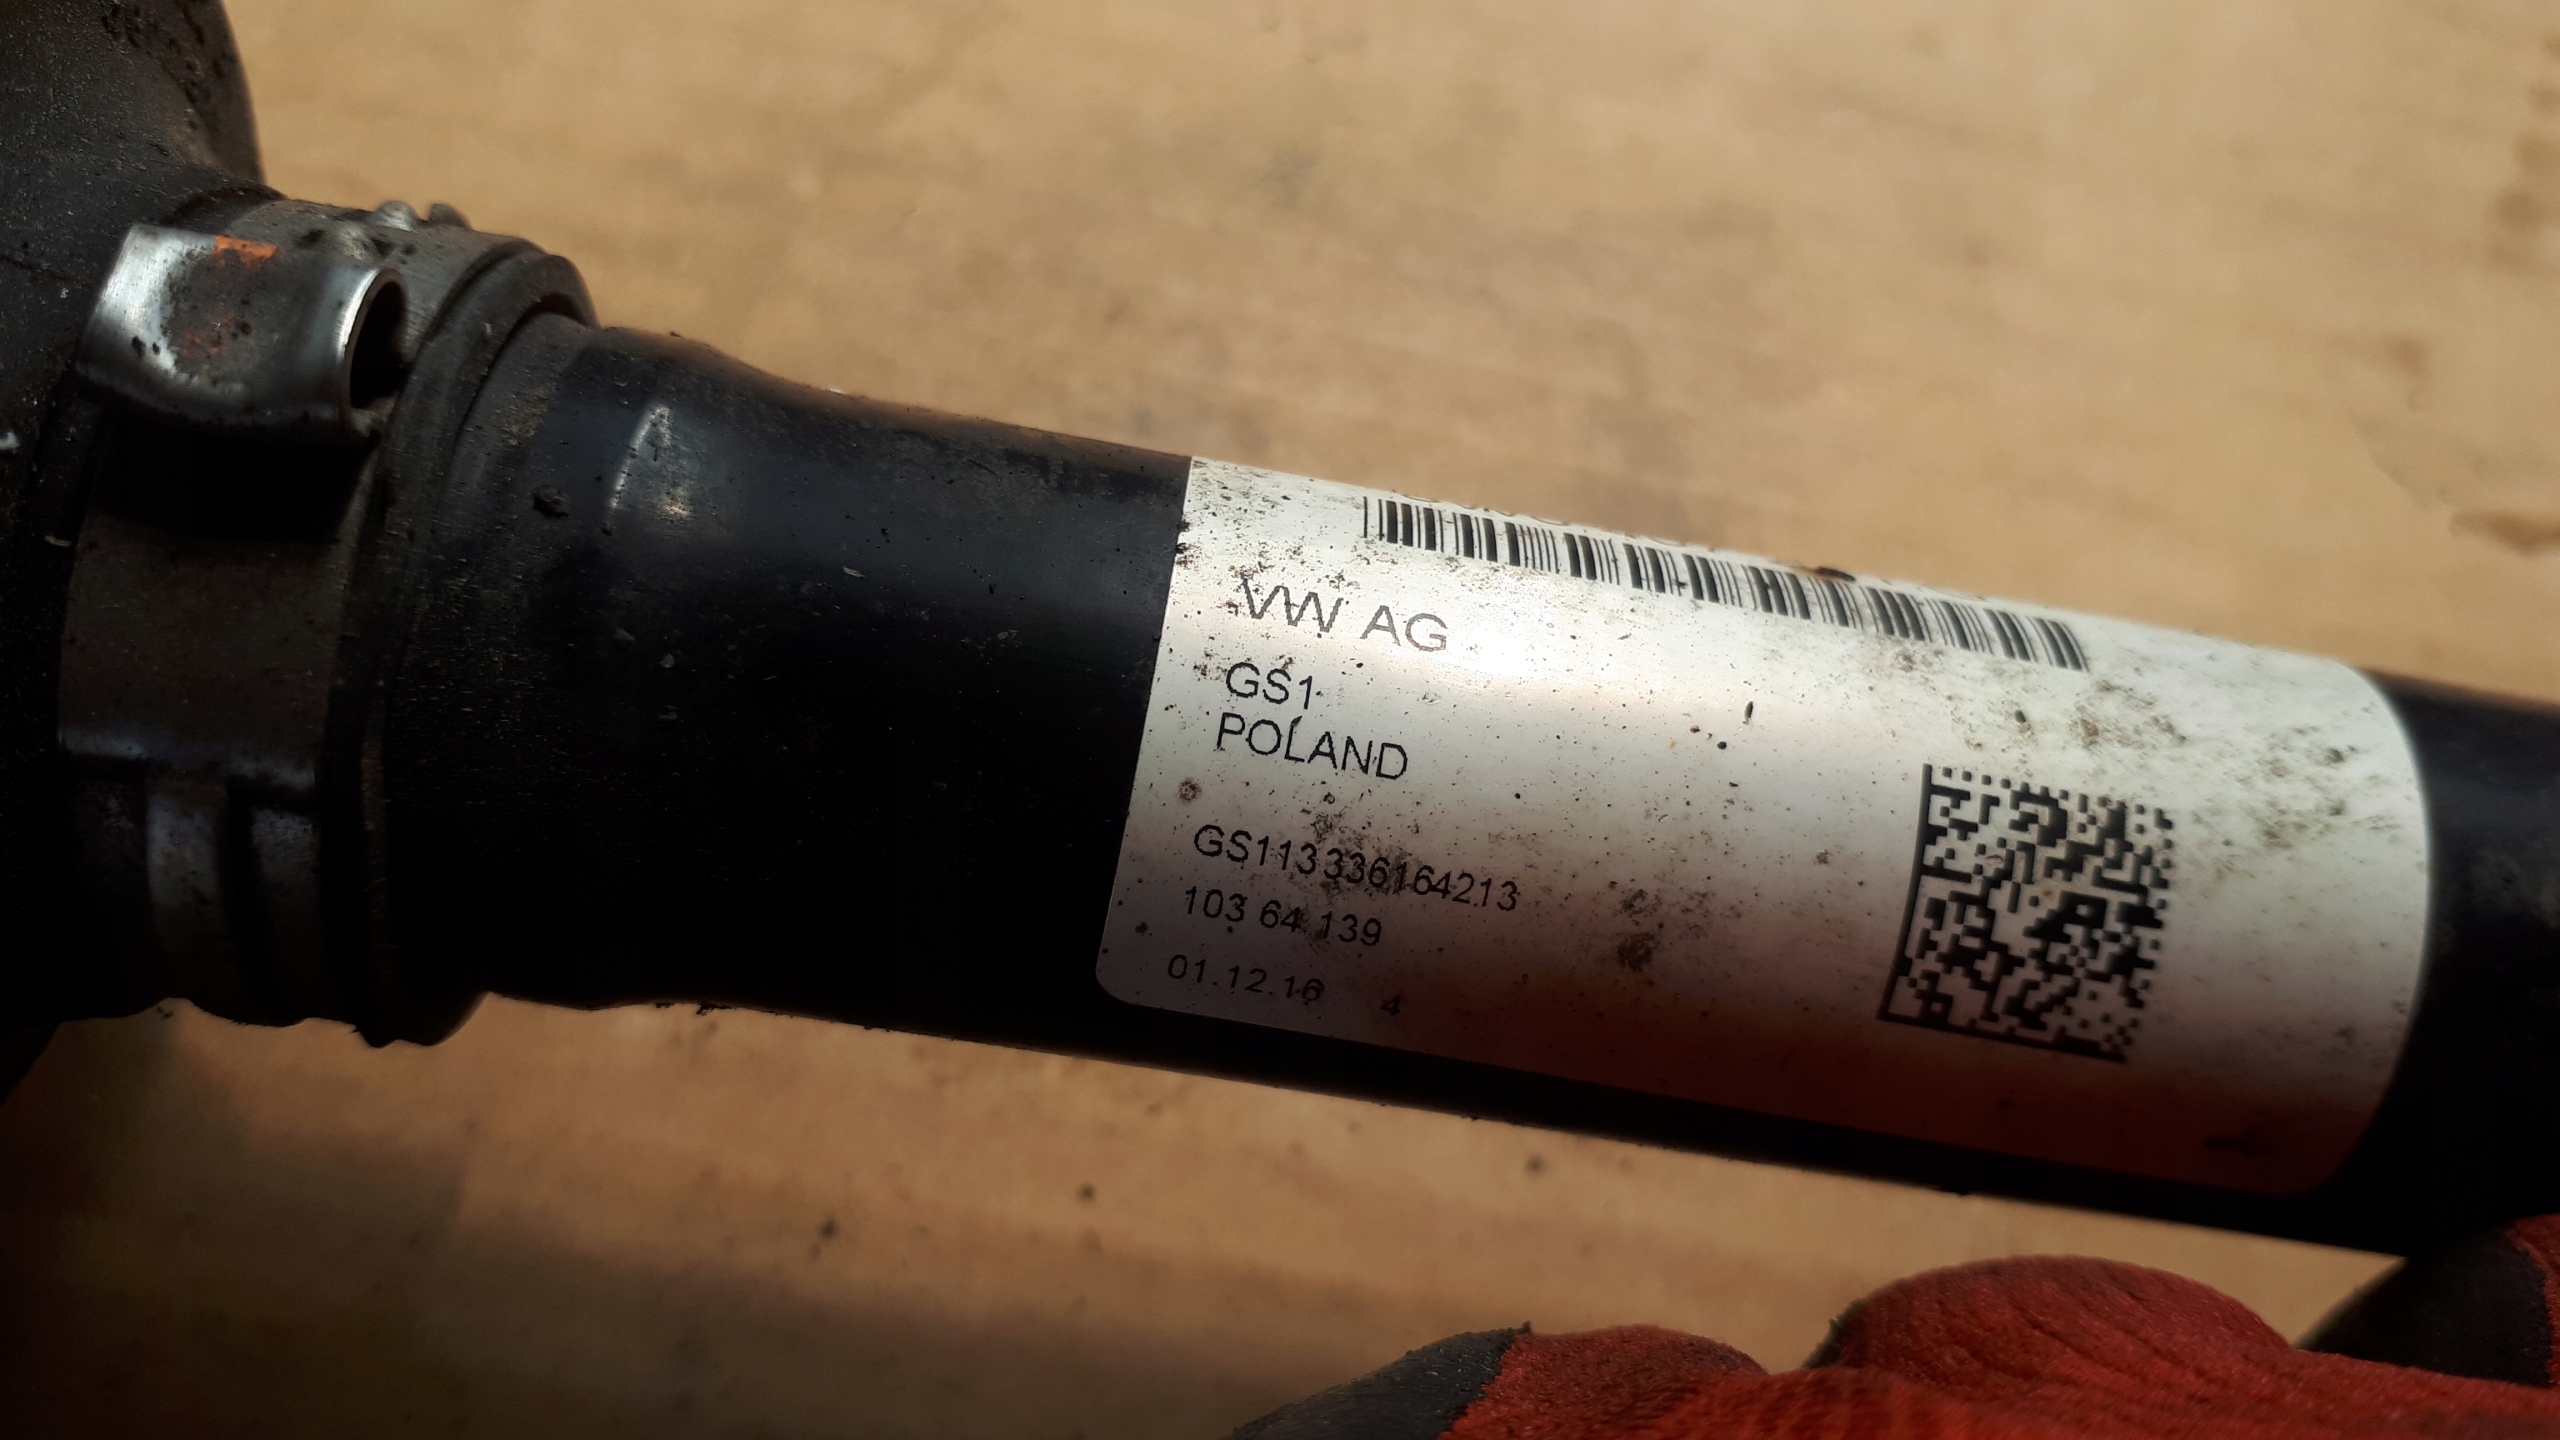 VW AG
GS1
POLAND
GS113336164213
103 64 139
01.12.16 4